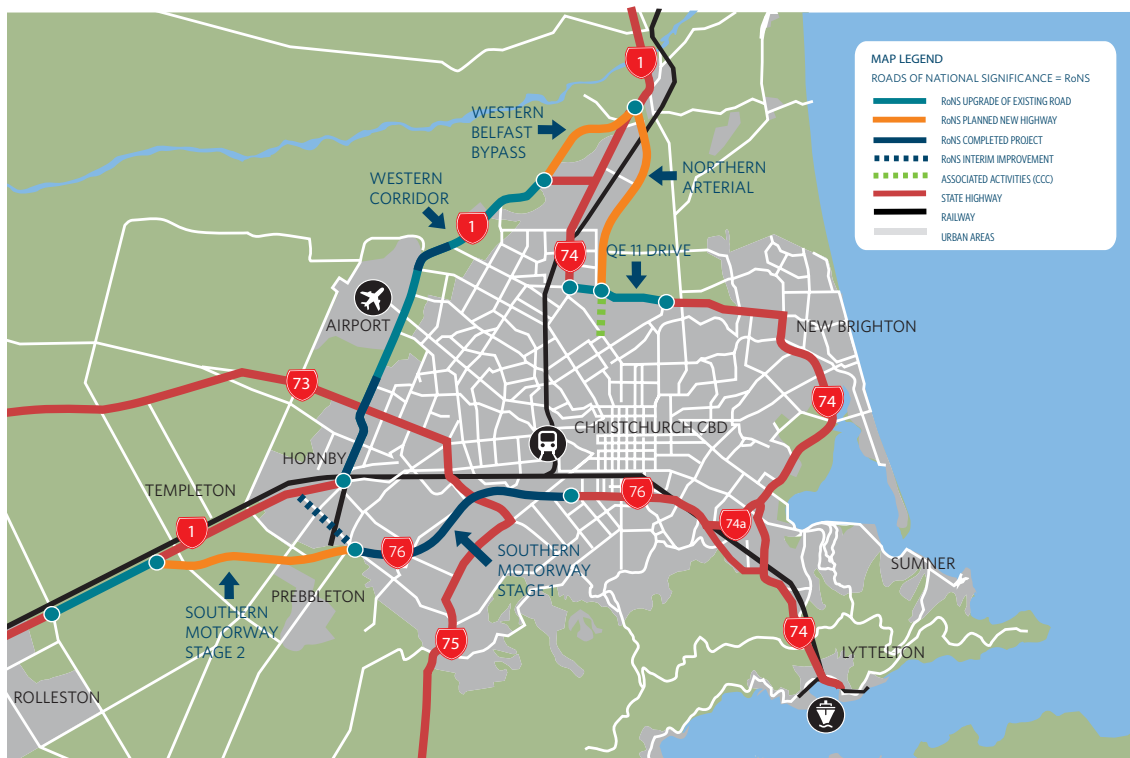 MAP LEGEND
ROADS OF NATIONAL SIGNIFICANCE = RoNS
RoNS UPGRADE OF EXISTING ROAD
RoNS PLANNED NEW HIGHWAY
RoNS COMPLETED PROJECT
RoNS INTERIM IMPROVEMENT
ASSOCIATED ACTIVITIES (CCC)
STATE HIGHWAY
RAILWAY
URBAN AREAS
1
WESTERN
BELFAST
BYPASS
NORTHERN
ARTERIAL
WESTERN
CORRIDOR
1
74
QE 11 DRIVE
AIRPORT
NEW BRIGHTON
73
74
CHRISTCHURCH CBD
HORNBY
TEMPLETON
76
1
74a
76
SOUTHERN
MOTORWAY
STAGE 1
SUMNER
PREBBLETON
SOUTHERN
MOTORWAY
STAGE 2
75
74
LYTTELTON
ROLLESTON